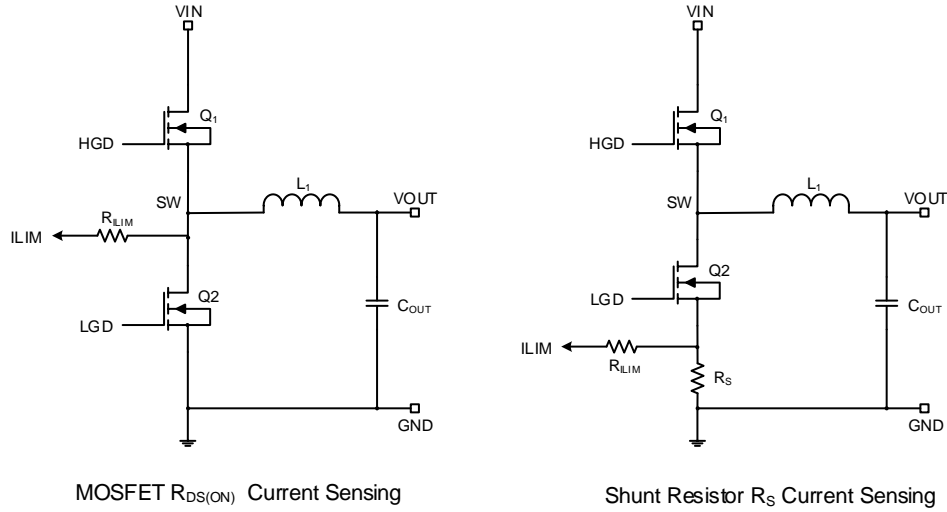 VIN
Q1
HGD
SW
L1
VOUT
RILIM
ILIM
Q2
LGD
COUT
GND
MOSFET RDS(ON) Current Sensing
VIN
Q1
HGD
SW
L1
VOUT
Q2
LGD
COUT
ILIM
RILIM
RS
GND
Shunt Resistor RS Current Sensing